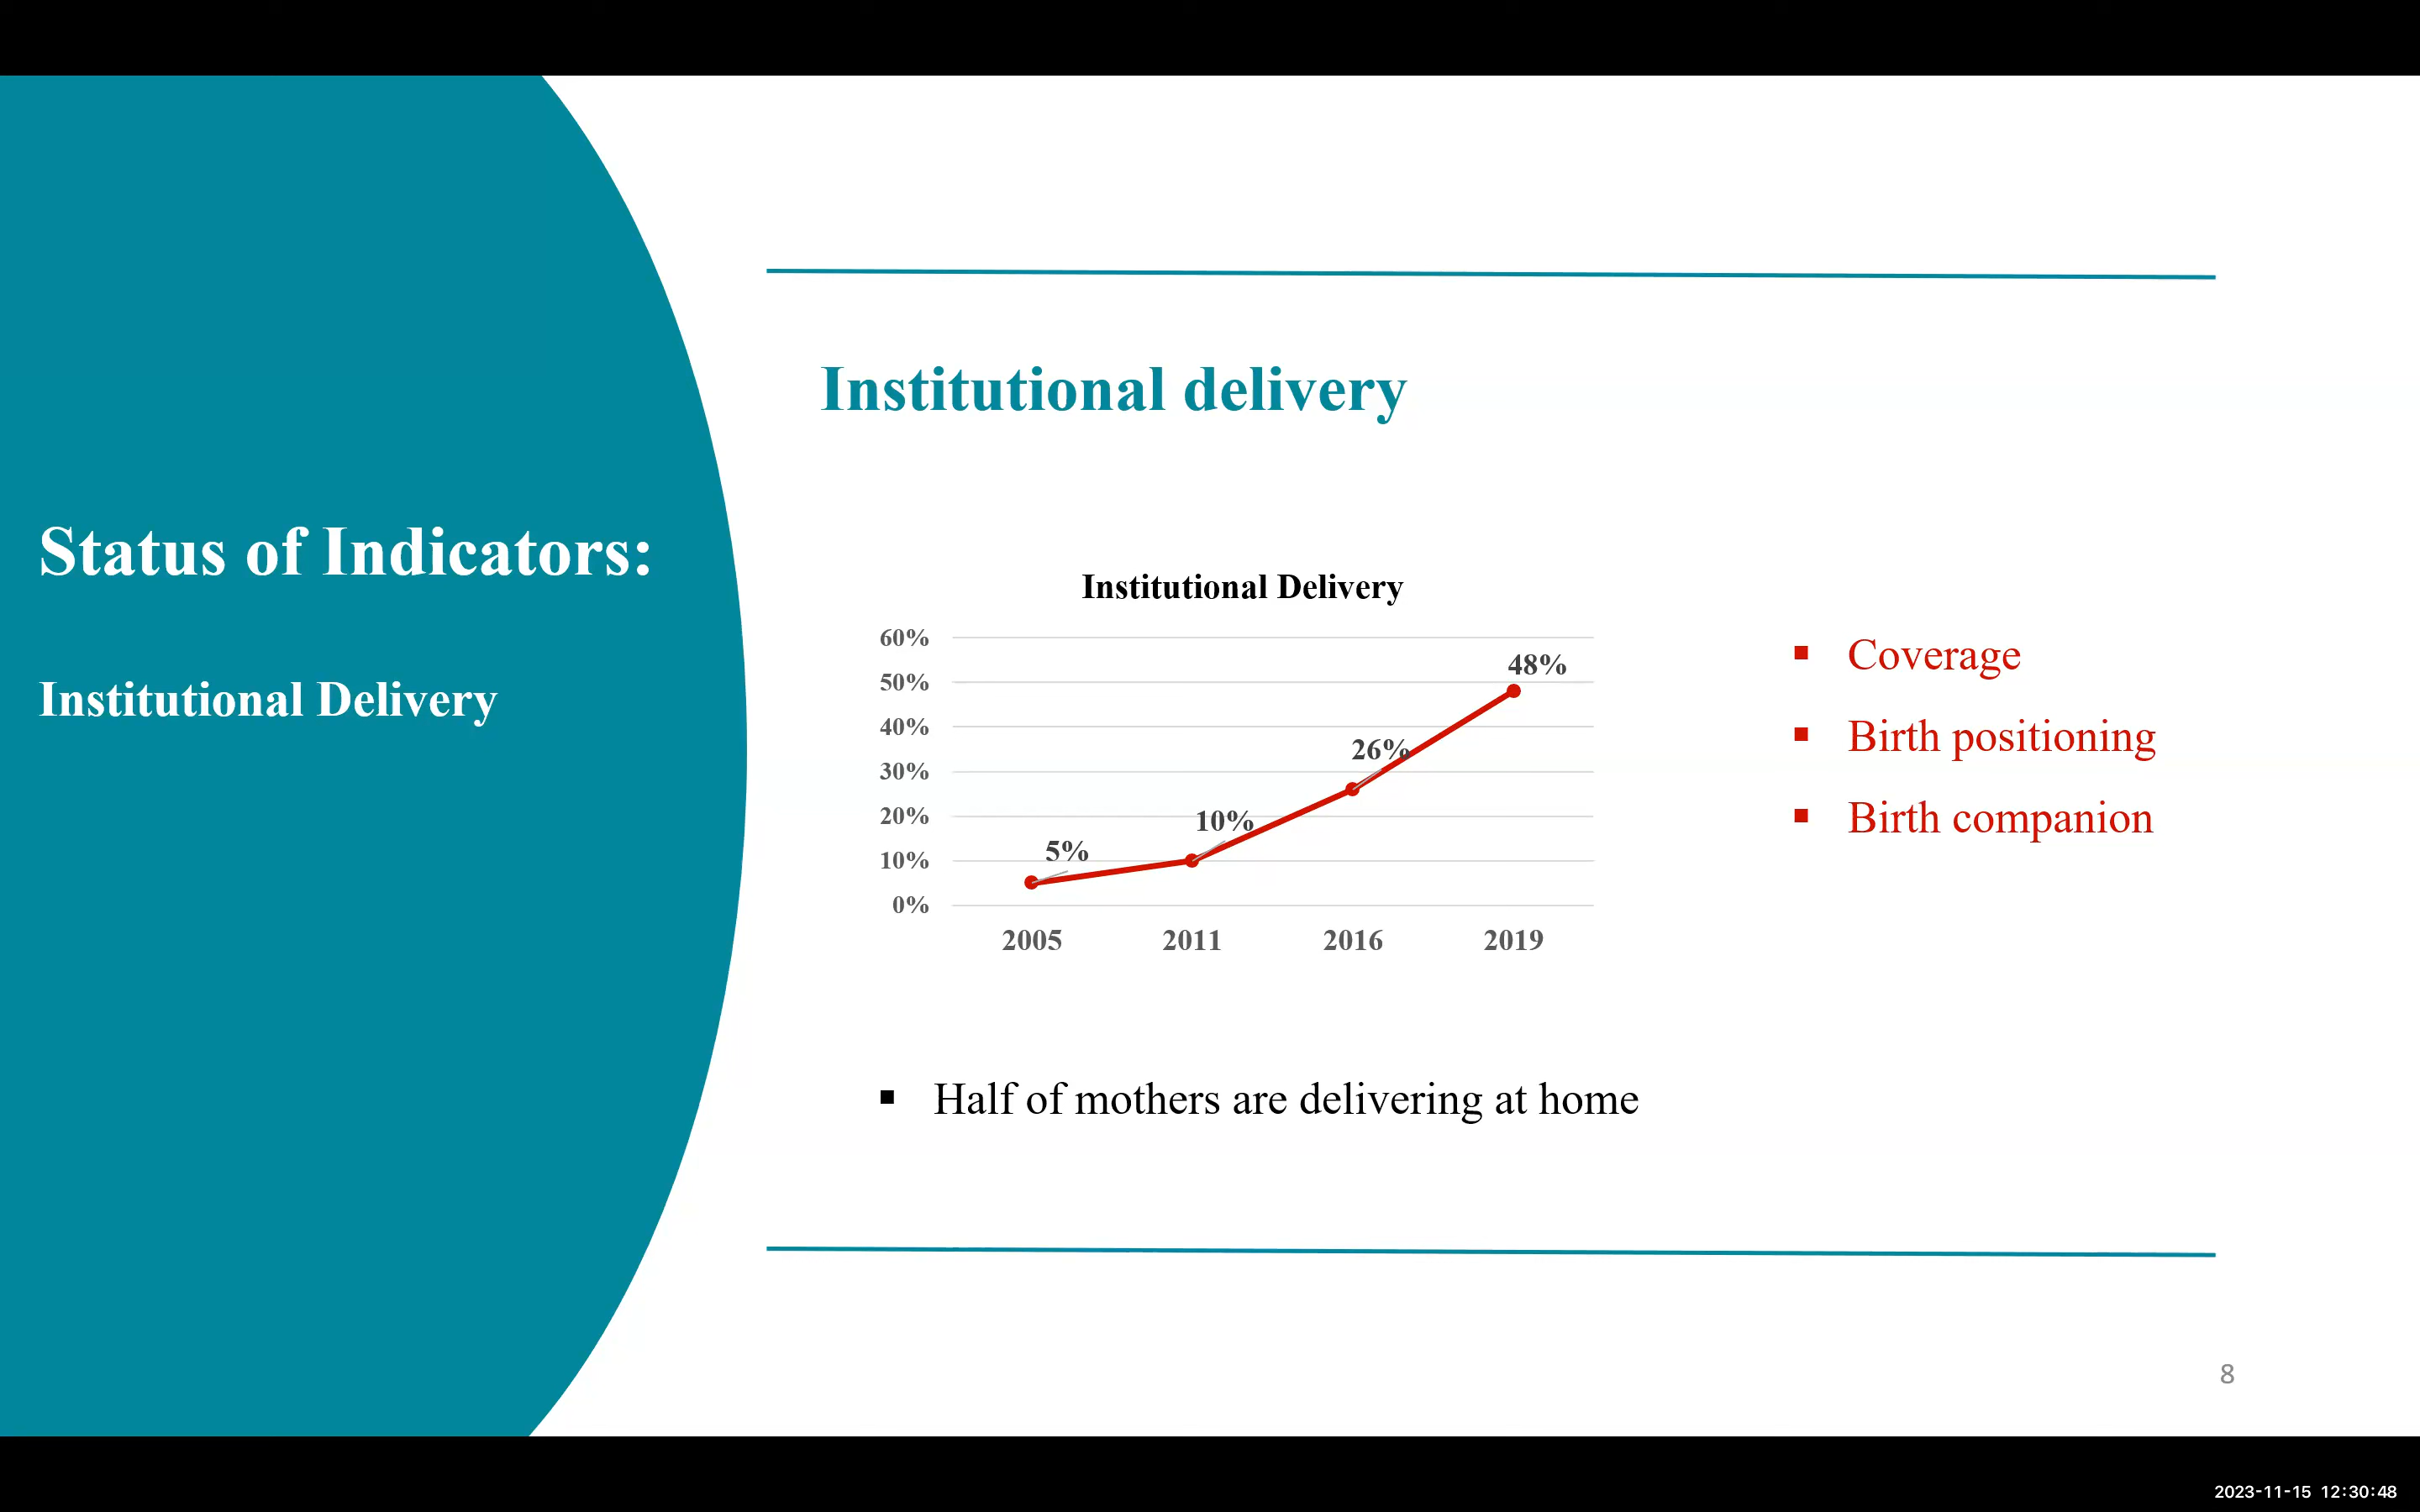 Status of Indicators:
Institutional Delivery
Institutional delivery
Institutional Delivery
60%
50%
40%
30%
20%
10%
0%
5%
10%
26%
48%
2005 2011 2016 2019
▪ Coverage
▪ Birth positioning
▪ Birth companion
▪ Half of mothers are delivering at home
8
2023-11-15 12:30:48